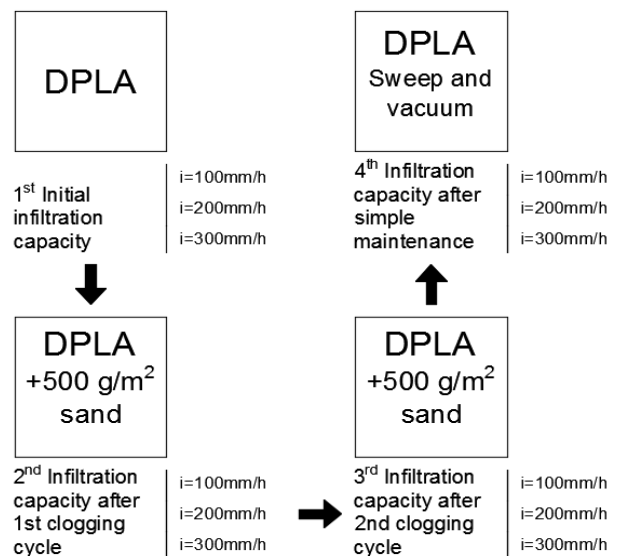 DPLA
1st Initial
infiltration
capacity
i=100mm/h
i=200mm/h
i=300mm/h
DPLA
+500 g/m2
sand
2nd Infiltration
capacity after
1st clogging
cycle
i=100mm/h
i=200mm/h
i=300mm/h
DPLA
+500 g/m2
sand
3rd Infiltration
capacity after
2nd clogging
cycle
i=100mm/h
i=200mm/h
i=300mm/h
DPLA
Sweep and
vacuum
4th Infiltration
capacity after
simple
maintenance
i=100mm/h
i=200mm/h
i=300mm/h